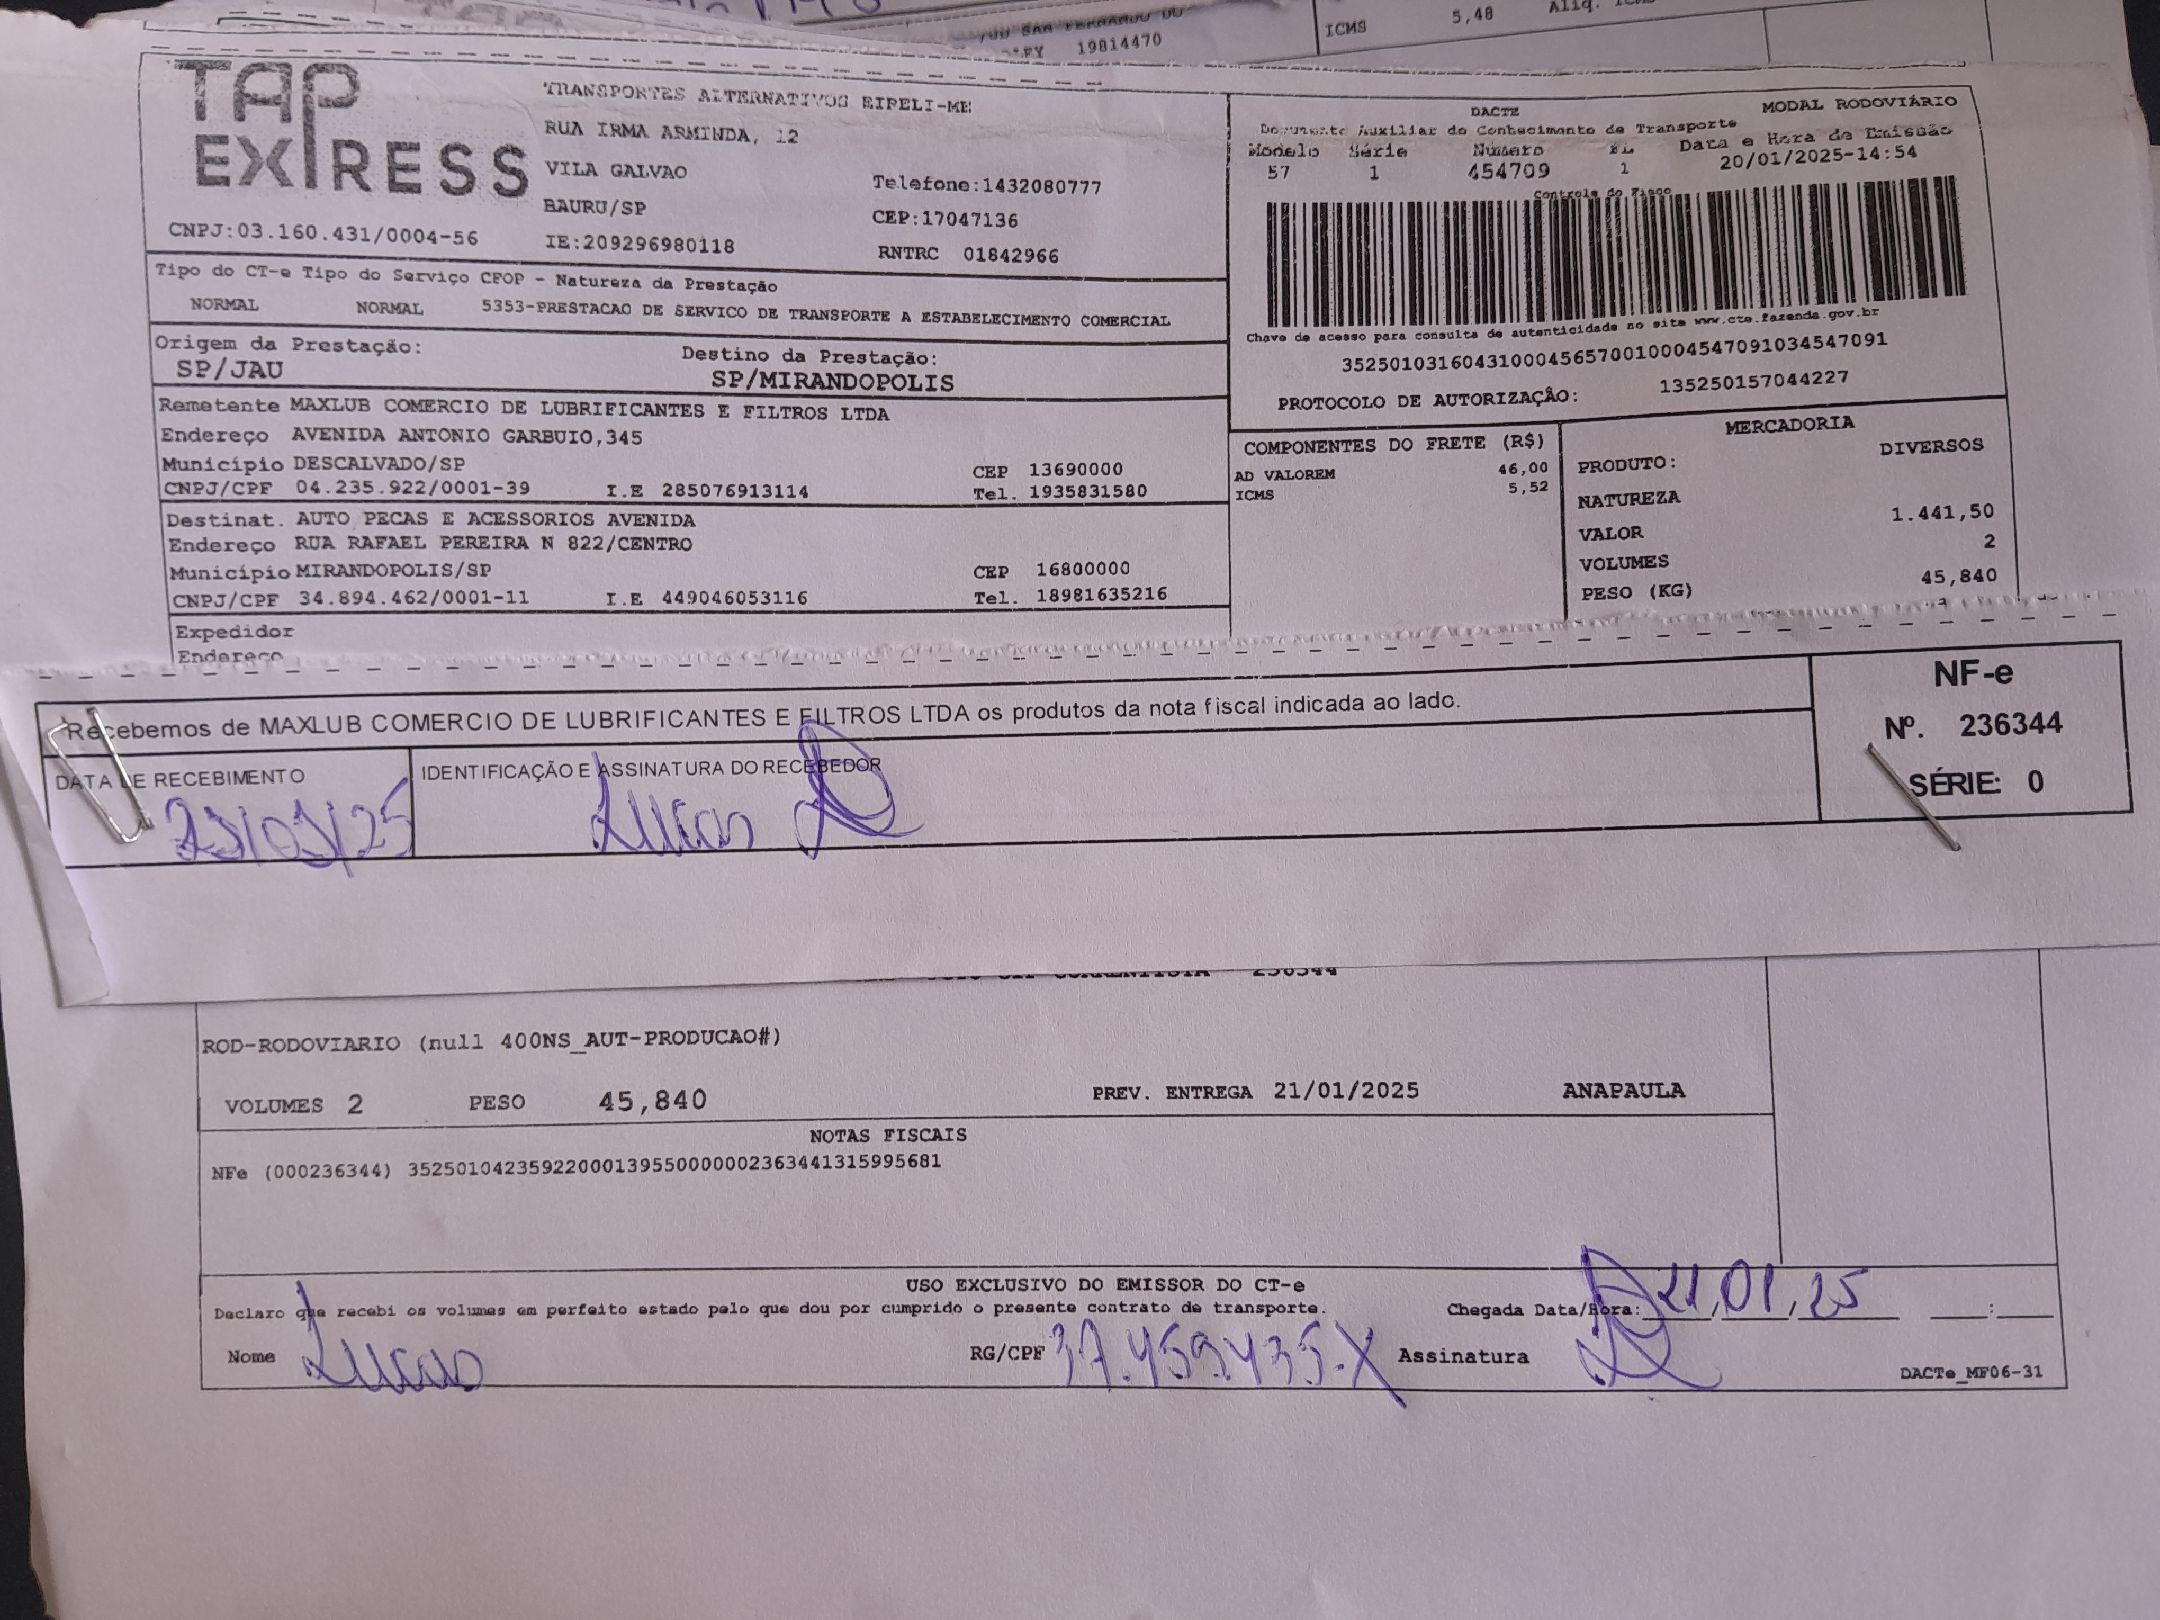 19814470
ICMS 5,48
TAP EXPRESS
TRANSPORTES ALTERNATIVOS EIRELI-ME
RUA IRMA ARMINDA, 12
VILA GALVAO
Telefone:1432080777
BAURU/SP
CEP:17047136
CNPJ:03.160.431/0004-56
IE:209296980118
RNTRC 01842966
DACTE
MODAL RODOVIÁRIO
Documento Auxiliar do Conhecimento de Transporte
Modelo Série Número FL Data e Hora de Emissão
57 1 454709 1 20/01/2025-14:54
Controle do Fisco
Chave de acesso para consulta de autenticidade no site www.cte.fazenda.gov.br
35250103160431000456570010004547091034547091
PROTOCOLO DE AUTORIZAÇÃO: 135250157044227
Tipo do CT-e Tipo do Serviço CFOP - Natureza da Prestação
NORMAL NORMAL 5353-PRESTACAO DE SERVICO DE TRANSPORTE A ESTABELECIMENTO COMERCIAL
Origem da Prestação: Destino da Prestação:
SP/JAU SP/MIRANDOPOLIS
Remetente MAXLUB COMERCIO DE LUBRIFICANTES E FILTROS LTDA
Endereço AVENIDA ANTONIO GARBUIO,345
Município DESCALVADO/SP CEP 13690000
CNPJ/CPF 04.235.922/0001-39 I.E 285076913114 Tel. 1935831580
Destinat. AUTO PECAS E ACESSORIOS AVENIDA
Endereço RUA RAFAEL PEREIRA N 822/CENTRO
Município MIRANDOPOLIS/SP CEP 16800000
CNPJ/CPF 34.894.462/0001-11 I.E 449046053116 Tel. 18981635216
Expedidor
Endereço
COMPONENTES DO FRETE (R$)
AD VALOREM 46,00
ICMS 5,52
MERCADORIA
PRODUTO: DIVERSOS
NATUREZA
VALOR 1.441,50
VOLUMES 2
PESO (KG) 45,840
Recebemos de MAXLUB COMERCIO DE LUBRIFICANTES E FILTROS LTDA os produtos da nota fiscal indicada ao lado.
NF-e
Nº. 236344
SÉRIE: 0
DATA DE RECEBIMENTO
IDENTIFICAÇÃO E ASSINATURA DO RECEBEDOR
Lucas
236344
ROD-RODOVIARIO (null 400NS_AUT-PRODUCAO#)
VOLUMES 2 PESO 45,840 PREV. ENTREGA 21/01/2025 ANAPAULA
NOTAS FISCAIS
NFe (000236344) 35250104235922000139550000002363441315995681
USO EXCLUSIVO DO EMISSOR DO CT-e
Declaro que recebi os volumes em perfeito estado pelo que dou por cumprido o presente contrato de transporte.
Chegada Data/Hora: 21,01,25 :
Nome Lucas RG/CPF 37.459.435-X Assinatura
DACTe_MF06-31